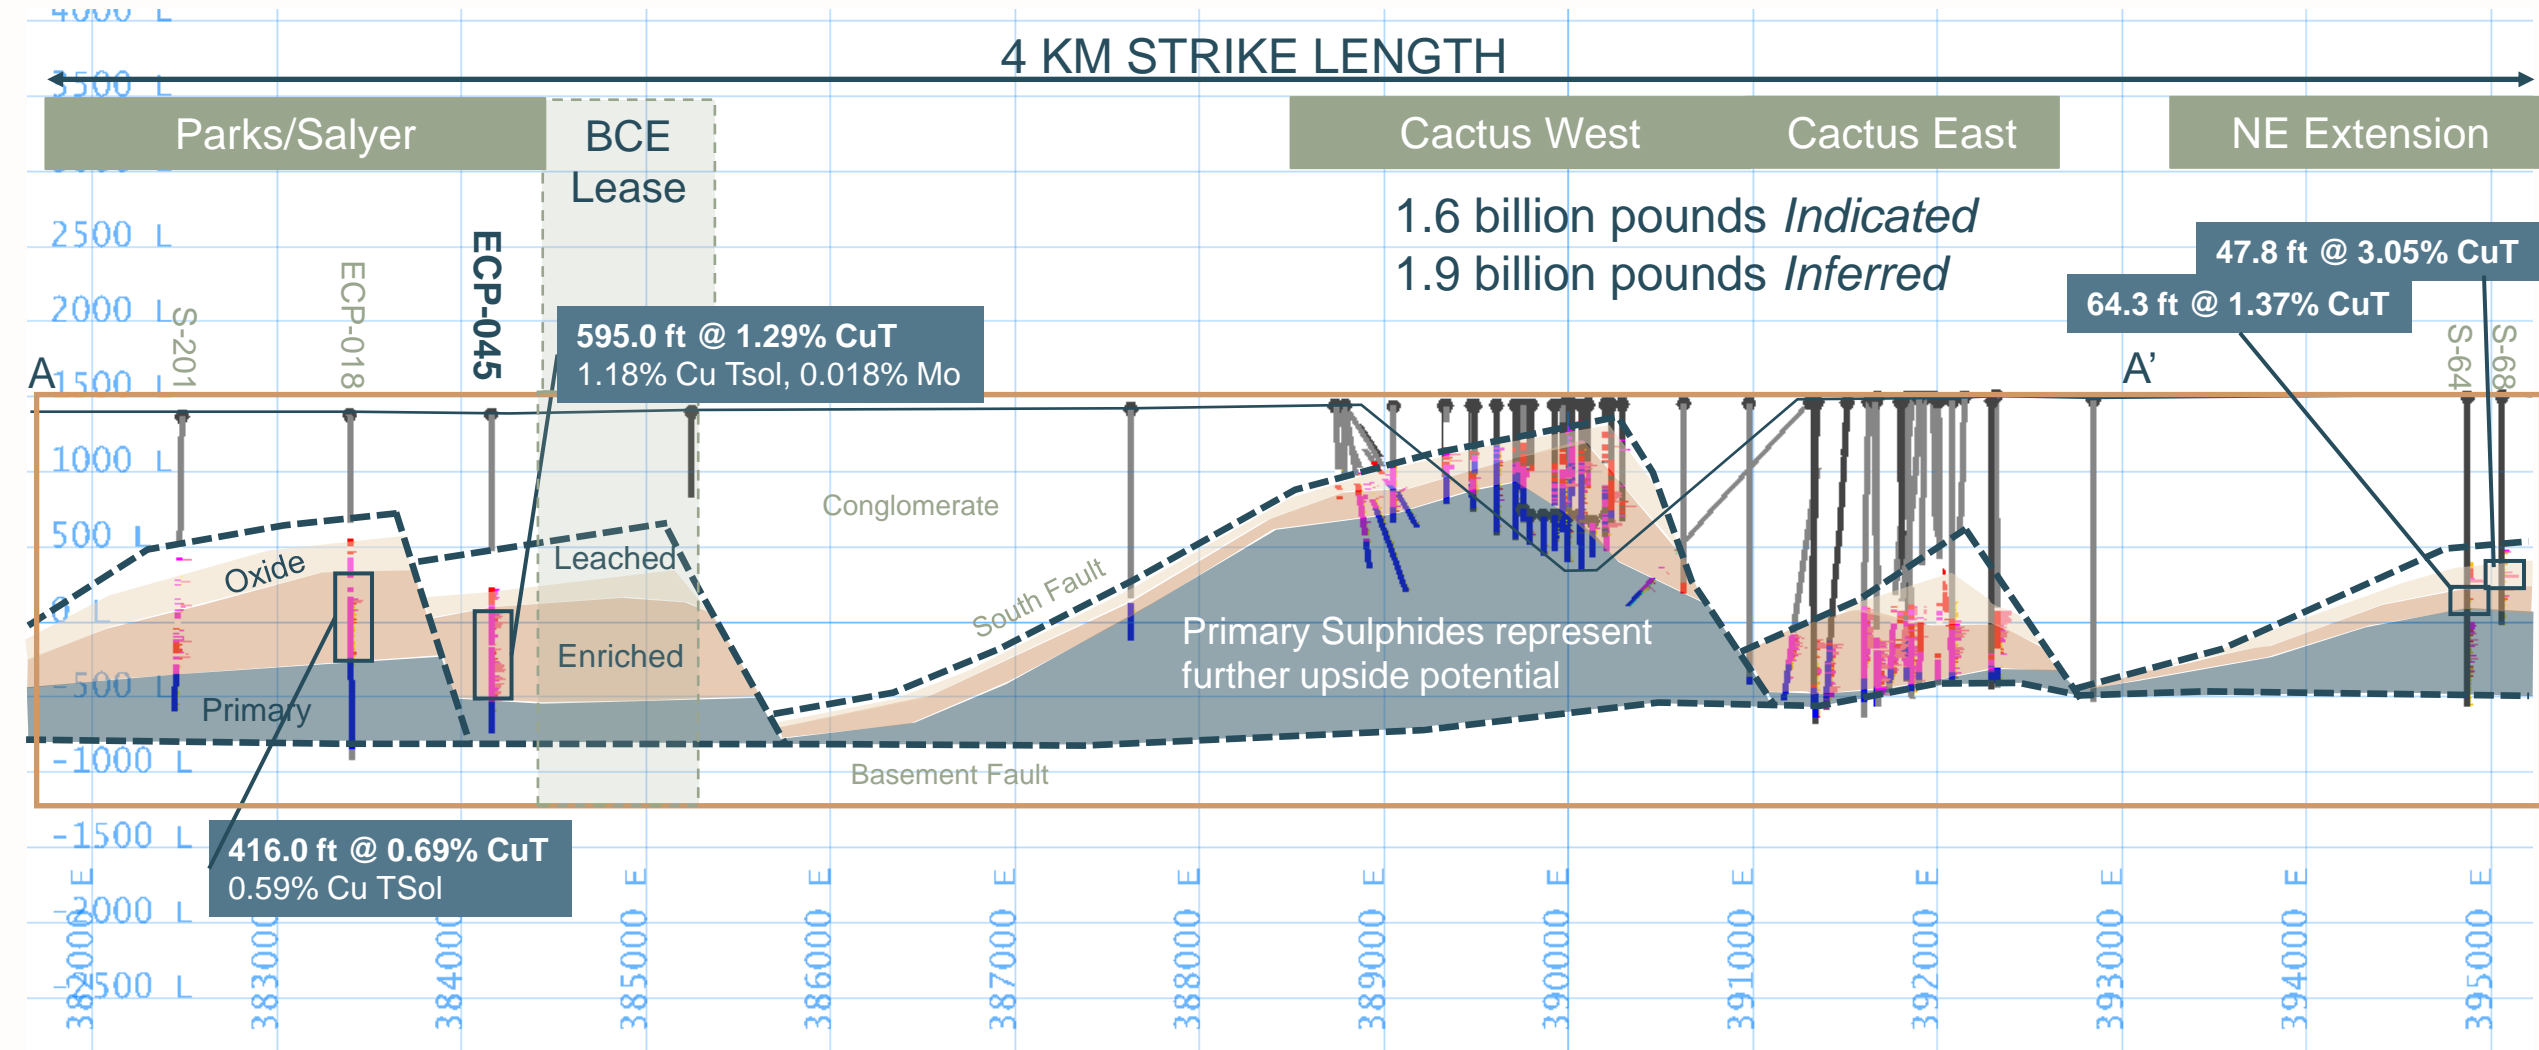 4000 L
4 KM STRIKE LENGTH
3500 L
Parks/Salyer
BCE
Lease
Cactus West
Cactus East
NE Extension
1.6 billion pounds Indicated
1.9 billion pounds Inferred
2500 L
2000 L
1500 L
1000 L
500 L
0 L
-500 L
-1000 L
-1500 L
-2000 L
-2500 L
S-201
ECP-018
ECP-045
595.0 ft @ 1.29% CuT
1.18% Cu Tsol, 0.018% Mo
47.8 ft @ 3.05% CuT
64.3 ft @ 1.37% CuT
S-64
S-68
A
A’
Conglomerate
Leached
Oxide
Enriched
Primary
South Fault
Primary Sulphides represent
further upside potential
Basement Fault
416.0 ft @ 0.69% CuT
0.59% Cu TSol
382000 E
383000
384000
385000 E
386000 E
387000 E
388000 E
389000 E
390000 E
391000 E
392000 E
393000 E
394000 E
395000 E